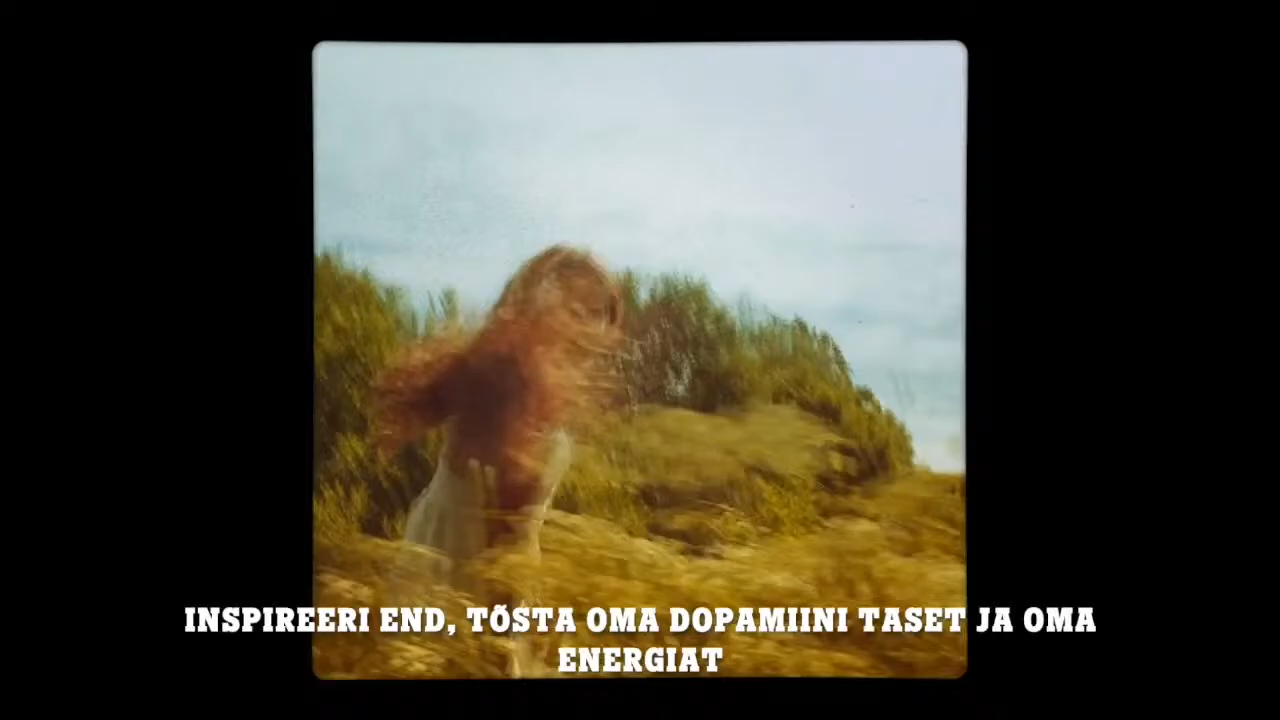 INSPIREERI END, TÕSTA OMA DOPAMIINI TASET JA OMA
ENERGIAT